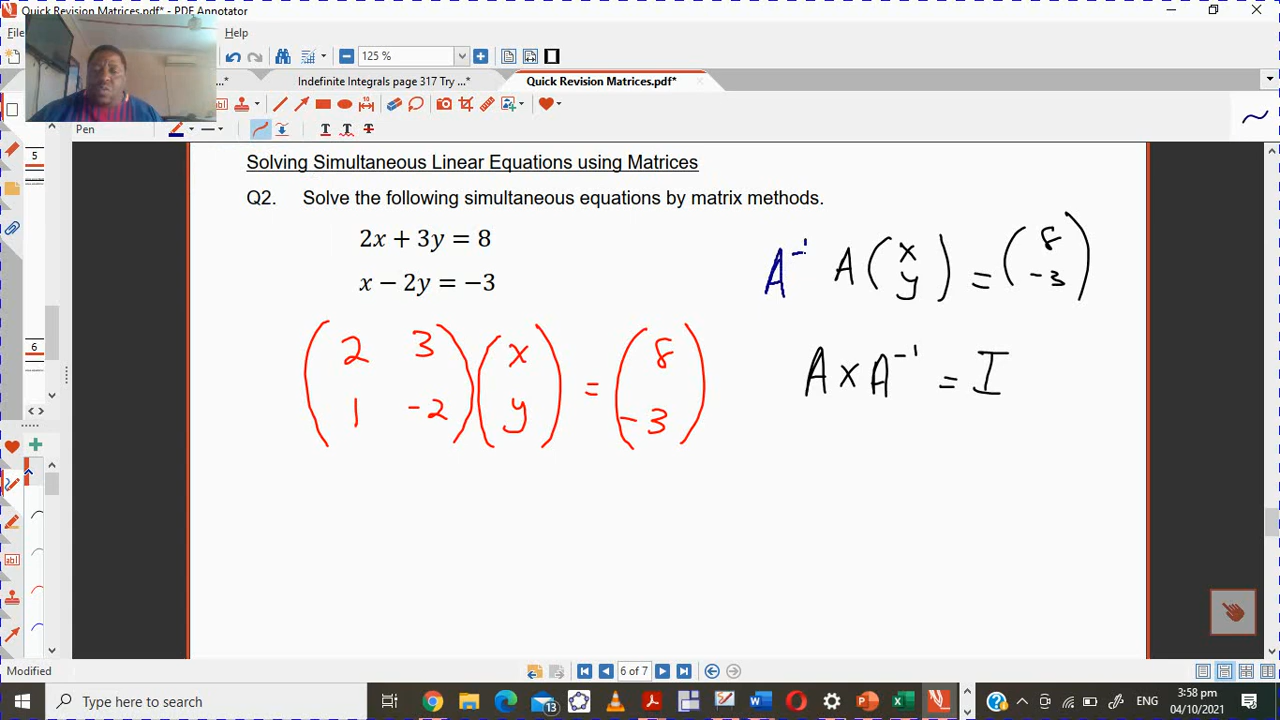 Quick Revision Matrices.pdf* - PDF Annotator
Help
125 %
Indefinite Integrals page 317 Try ...*
Quick Revision Matrices.pdf*
Pen
Solving Simultaneous Linear Equations using Matrices
Q2. Solve the following simultaneous equations by matrix methods.
2x + 3y = 8
x − 2y = −3
A⁻¹ A (x y) = (8 -3)
(2 3) (x) = (8)
(1 -2) (y) (-3)
A x A⁻¹ = I
5
6
Modified
6 of 7
Type here to search
13
ENG
3:58 pm
04/10/2021